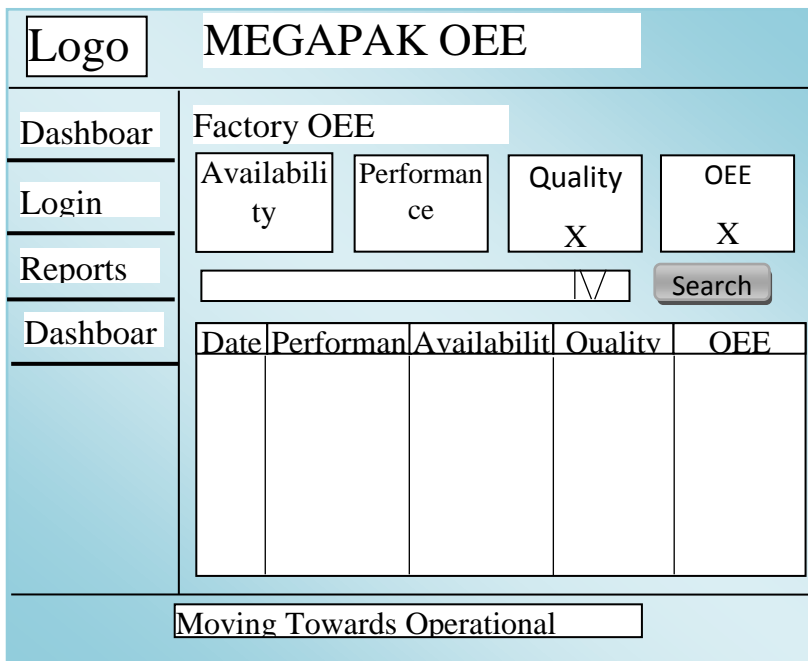 Logo
MEGAPAK OEE
Dashboar
Login
Reports
Dashboar
Factory OEE
Availabili
ty
Performan
ce
Quality
X
OEE
X
\/
Search
Date Performan Availabilit Quality OEE
Moving Towards Operational